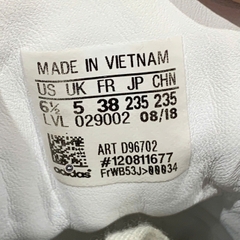 MADE IN VIETNAM
US UK FR JP CHN
6½ 5 38 235 235
LVL 029002 08/18
ART D96702
#120811677
adidas FrWB53J>00034